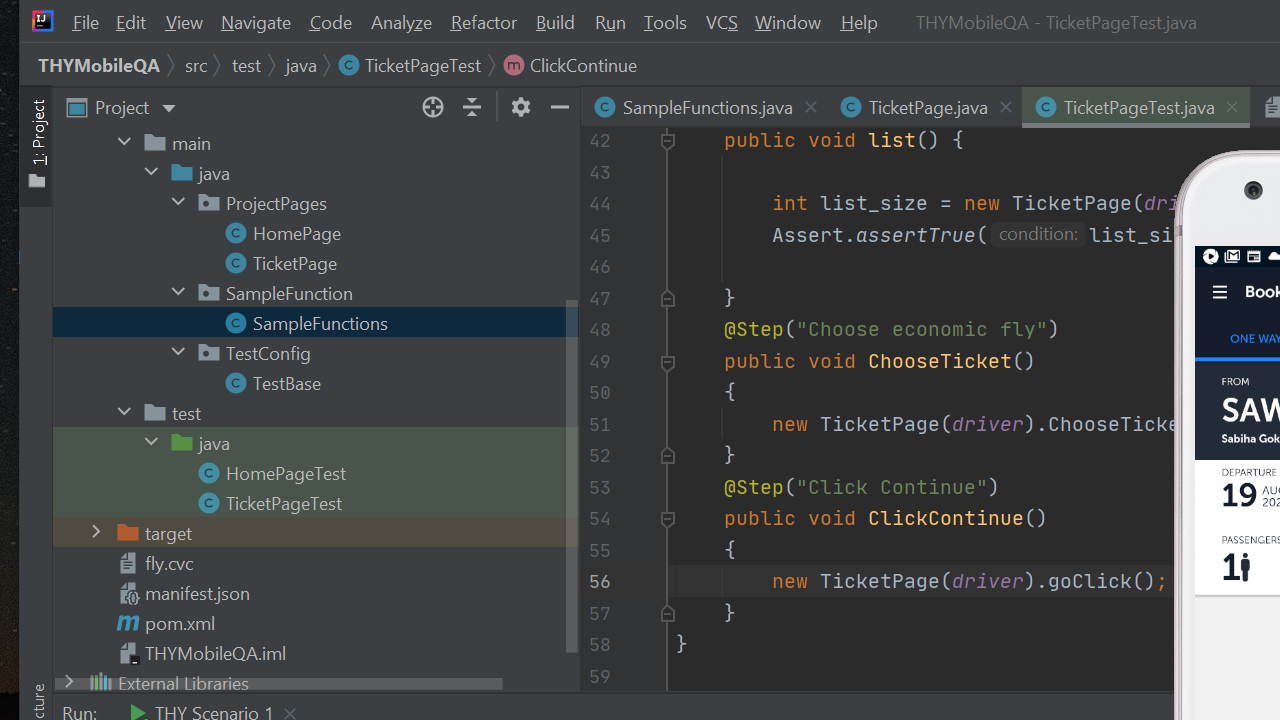 File Edit View Navigate Code Analyze Refactor Build Run Tools VCS Window Help THYMobileQA - TicketPageTest.java
THYMobileQA src test java TicketPageTest ClickContinue
1: Project
Project
main
java
ProjectPages
HomePage
TicketPage
SampleFunction
SampleFunctions
TestConfig
TestBase
test
java
HomePageTest
TicketPageTest
target
fly.cvc
manifest.json
pom.xml
THYMobileQA.iml
External Libraries
SampleFunctions.java TicketPage.java TicketPageTest.java
42 public void list() {
43
44 int list_size = new TicketPage(dri
45 Assert.assertTrue( condition: list_si
46
47 }
48 @Step("Choose economic fly")
49 public void ChooseTicket()
50 {
51 new TicketPage(driver).ChooseTicke
52 }
53 @Step("Click Continue")
54 public void ClickContinue()
55 {
56 new TicketPage(driver).goClick();
57 }
58 }
59
Book
ONE WAY
FROM
SAW
Sabiha Gok
DEPARTURE
19 AUG
202
PASSENGERS
1
cture
Run: THY Scenario 1